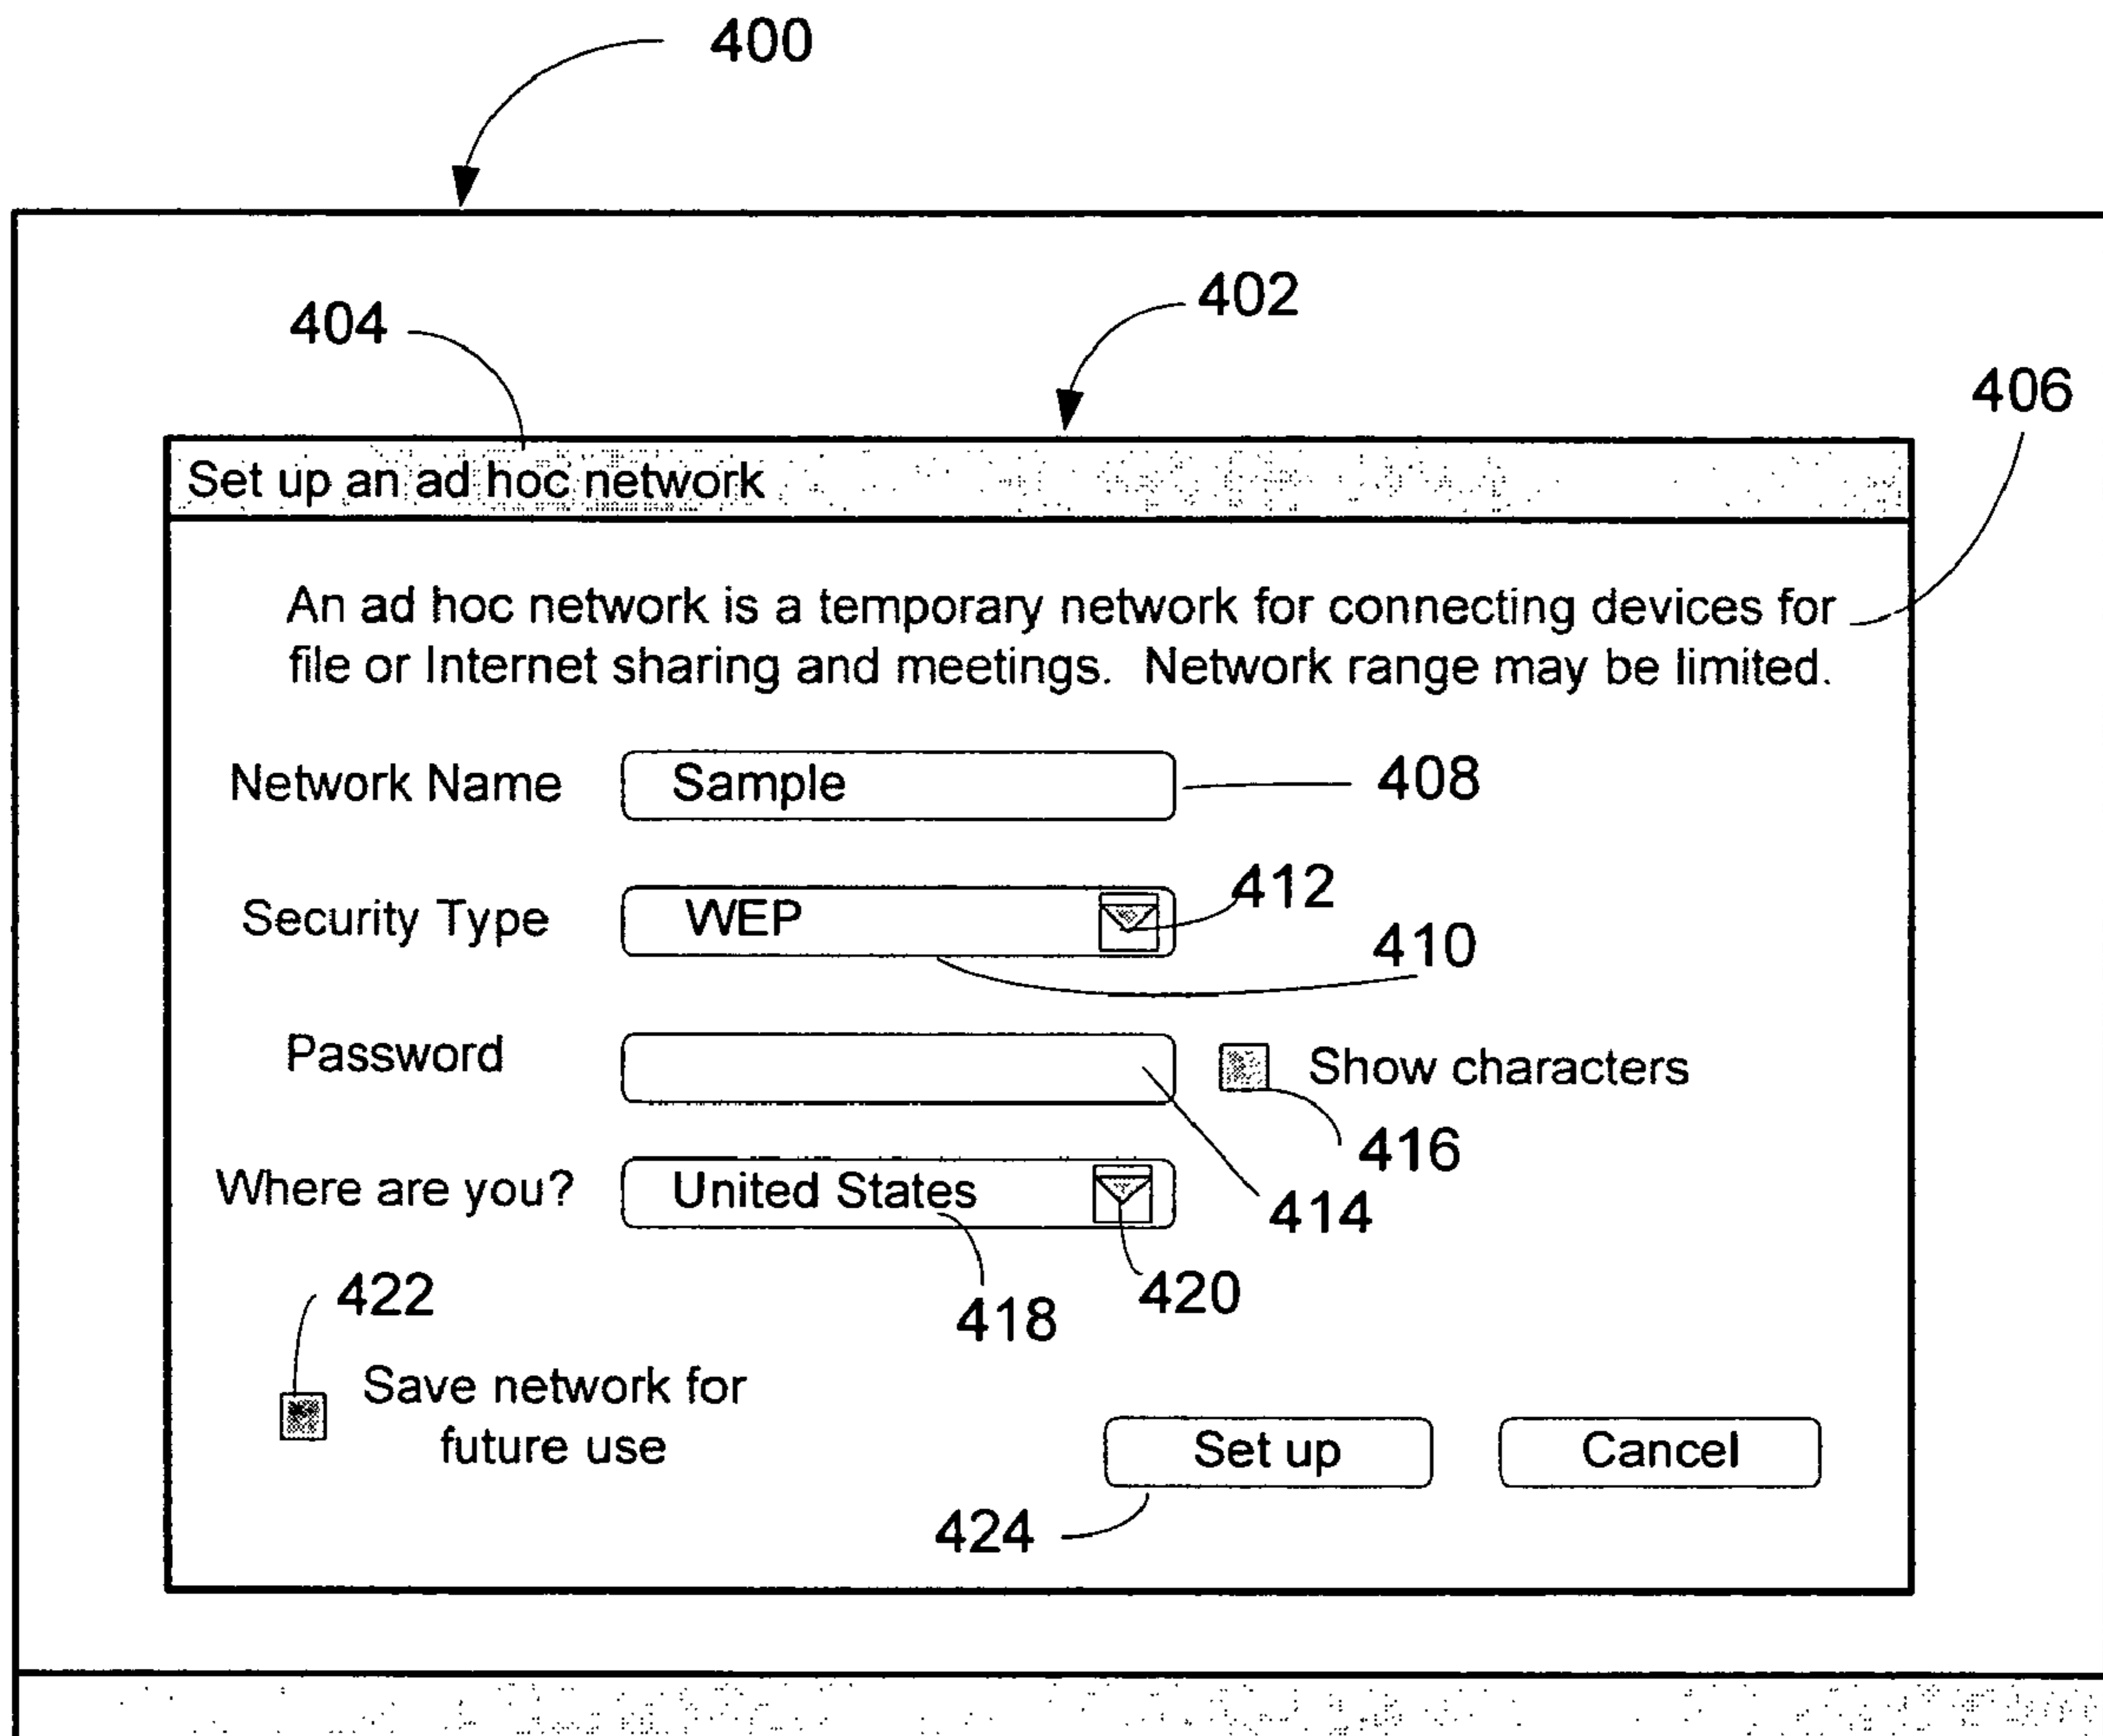 400
402
404
406
Set up an ad hoc network
An ad hoc network is a temporary network for connecting devices for
file or Internet sharing and meetings. Network range may be limited.
Network Name Sample 408
Security Type WEP 412
410
Password Show characters
416
Where are you? United States 414
422 418 420
Save network for
future use
Set up Cancel
424